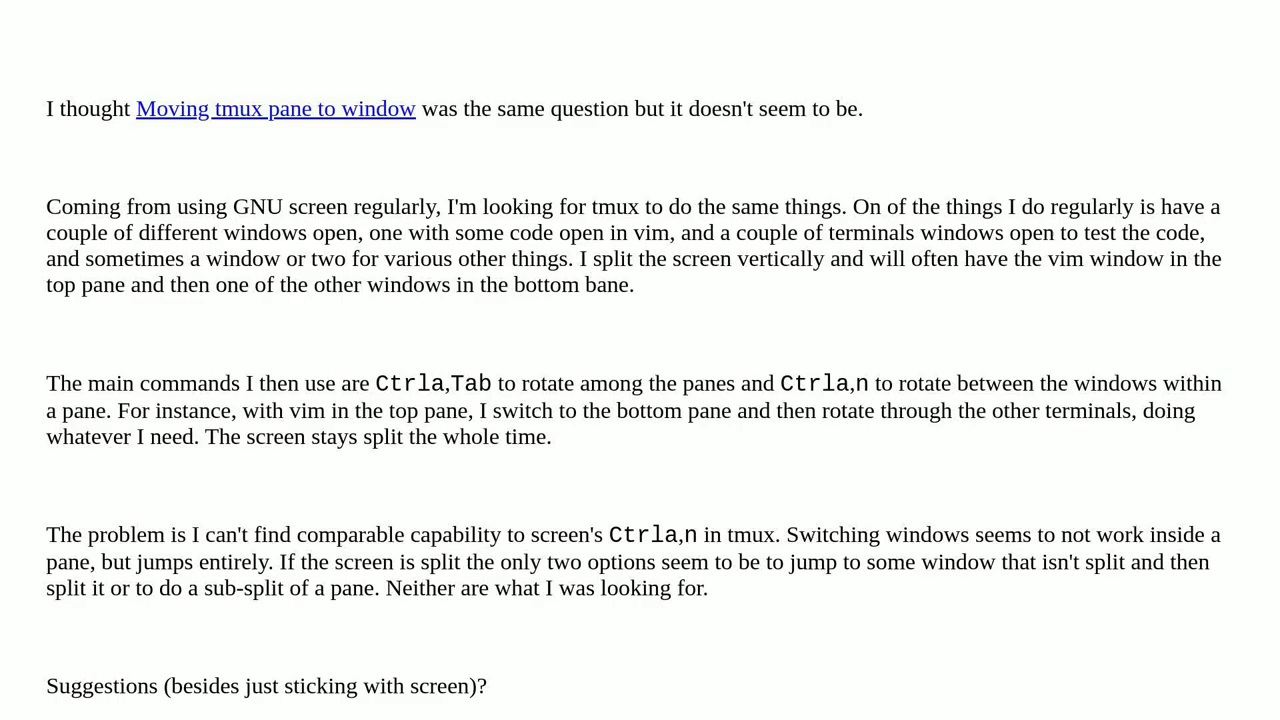 I thought Moving tmux pane to window was the same question but it doesn't seem to be.
Coming from using GNU screen regularly, I'm looking for tmux to do the same things. On of the things I do regularly is have a
couple of different windows open, one with some code open in vim, and a couple of terminals windows open to test the code,
and sometimes a window or two for various other things. I split the screen vertically and will often have the vim window in the
top pane and then one of the other windows in the bottom bane.
The main commands I then use are Ctrla,Tab to rotate among the panes and Ctrla,n to rotate between the windows within
a pane. For instance, with vim in the top pane, I switch to the bottom pane and then rotate through the other terminals, doing
whatever I need. The screen stays split the whole time.
The problem is I can't find comparable capability to screen's Ctrla,n in tmux. Switching windows seems to not work inside a
pane, but jumps entirely. If the screen is split the only two options seem to be to jump to some window that isn't split and then
split it or to do a sub-split of a pane. Neither are what I was looking for.
Suggestions (besides just sticking with screen)?